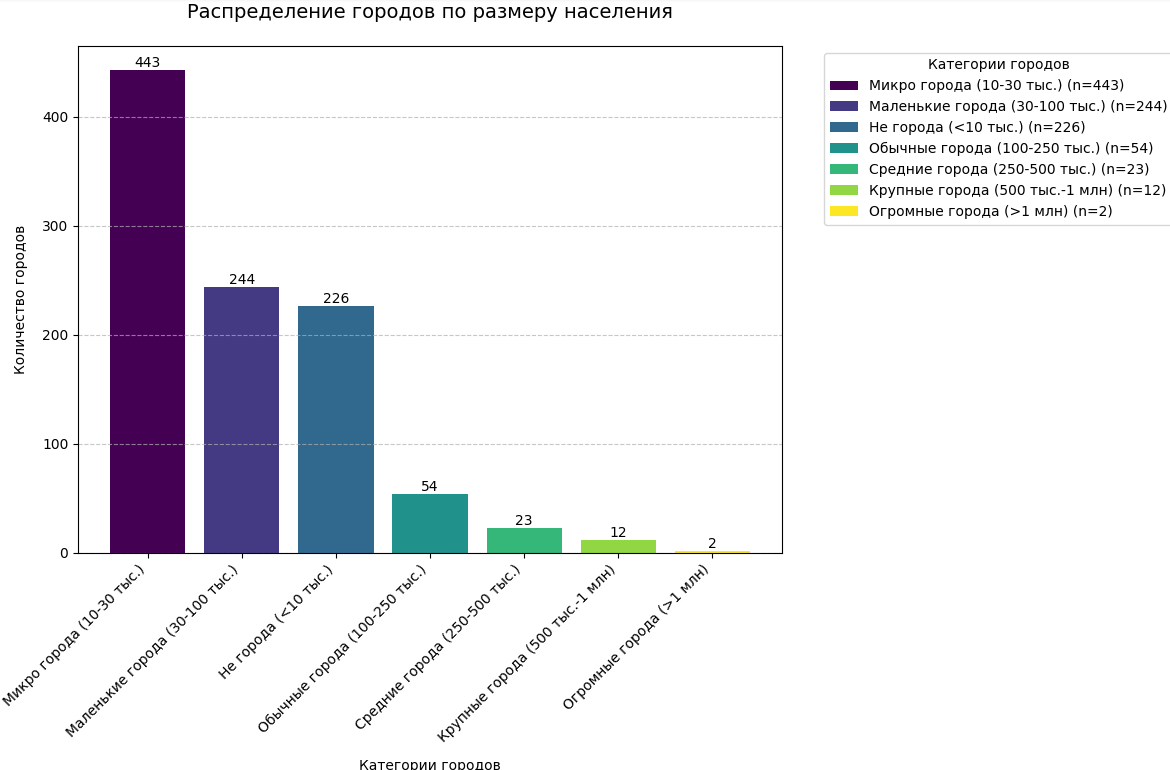 Распределение городов по размеру населения
Количество городов
400
300
200
100
0
443
244
226
54
23
12
2
Микро города (10-30 тыс.)
Маленькие города (30-100 тыс.)
Не города (<10 тыс.)
Обычные города (100-250 тыс.)
Средние города (250-500 тыс.)
Крупные города (500 тыс.-1 млн)
Огромные города (>1 млн)
Категории городов
Категории городов
Микро города (10-30 тыс.) (n=443)
Маленькие города (30-100 тыс.) (n=244)
Не города (<10 тыс.) (n=226)
Обычные города (100-250 тыс.) (n=54)
Средние города (250-500 тыс.) (n=23)
Крупные города (500 тыс.-1 млн) (n=12)
Огромные города (>1 млн) (n=2)